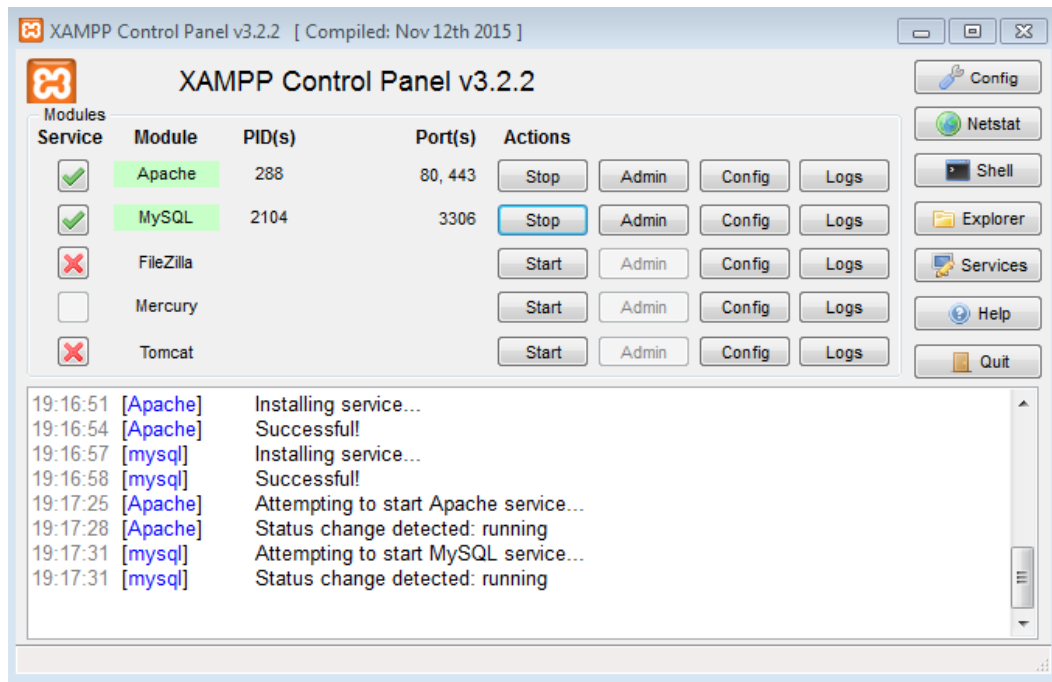 XAMPP Control Panel v3.2.2 [ Compiled: Nov 12th 2015 ]
XAMPP Control Panel v3.2.2
Config
Modules
Netstat
Service Module PID(s) Port(s) Actions
Apache 288 80, 443 Stop Admin Config Logs
Shell
MySQL 2104 3306 Stop Admin Config Logs
Explorer
FileZilla Start Admin Config Logs
Services
Mercury Start Admin Config Logs
Help
Tomcat Start Admin Config Logs
Quit
19:16:51 [Apache] Installing service...
19:16:54 [Apache] Successful!
19:16:57 [mysql] Installing service...
19:16:58 [mysql] Successful!
19:17:25 [Apache] Attempting to start Apache service...
19:17:28 [Apache] Status change detected: running
19:17:31 [mysql] Attempting to start MySQL service...
19:17:31 [mysql] Status change detected: running